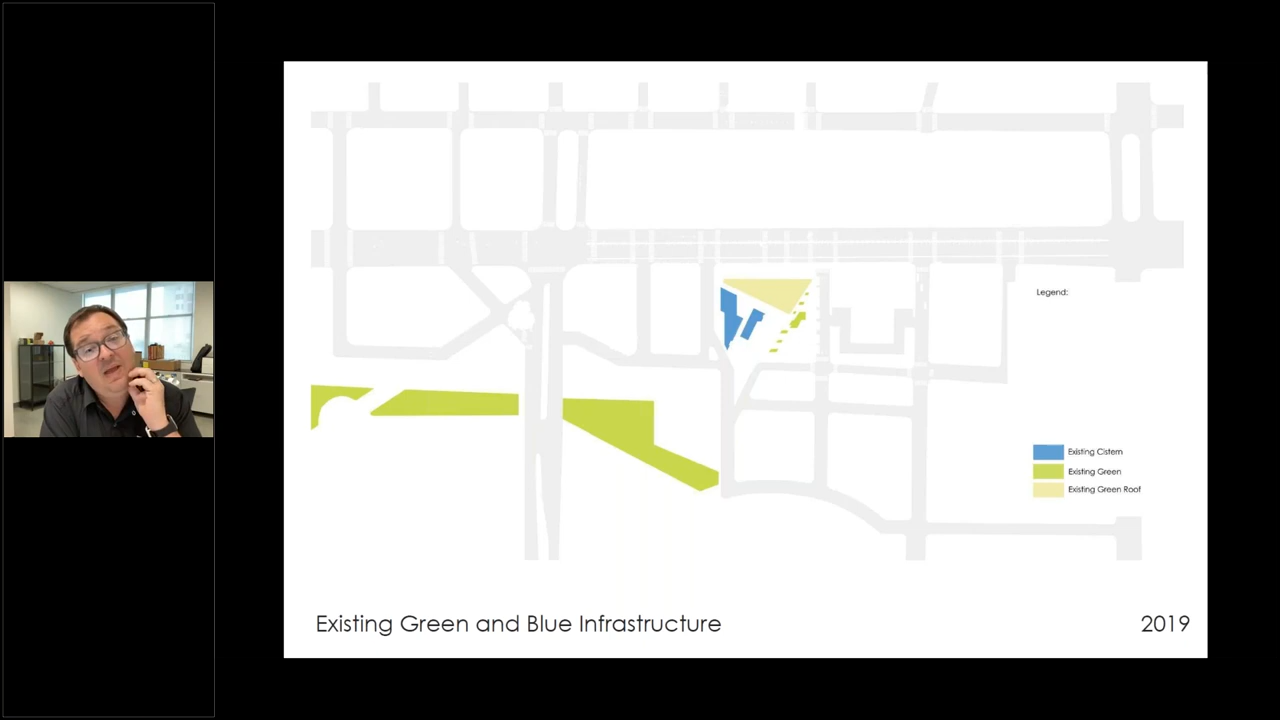 Legend:
Existing Cistern
Existing Green
Existing Green Roof
Existing Green and Blue Infrastructure
2019